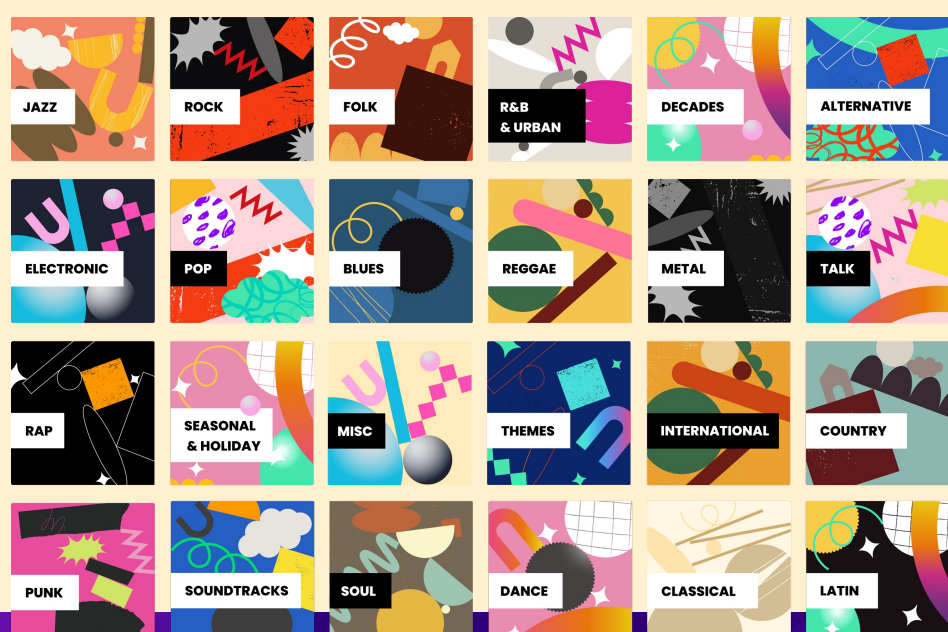 JAZZ
ROCK
FOLK
R&B
& URBAN
DECADES
ALTERNATIVE
ELECTRONIC
POP
BLUES
REGGAE
METAL
TALK
RAP
SEASONAL
& HOLIDAY
MISC
THEMES
INTERNATIONAL
COUNTRY
PUNK
SOUNDTRACKS
SOUL
DANCE
CLASSICAL
LATIN